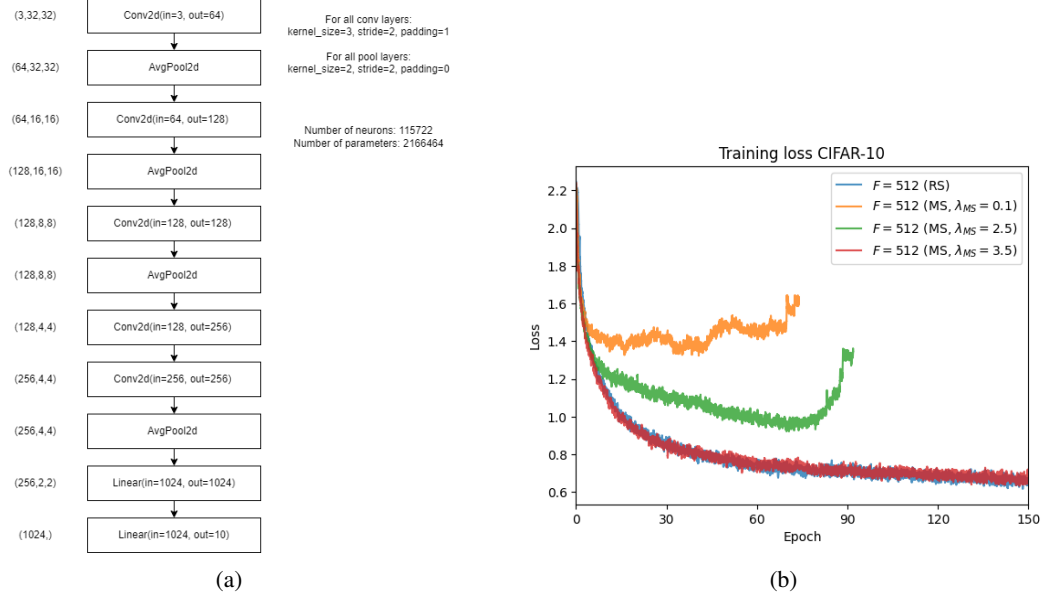 (3,32,32)
Conv2d(in=3, out=64)
For all conv layers:
kernel_size=3, stride=2, padding=1
(64,32,32)
AvgPool2d
For all pool layers:
kernel_size=2, stride=2, padding=0
(64,16,16)
Conv2d(in=64, out=128)
Number of neurons: 115722
Number of parameters: 2166464
(128,16,16)
AvgPool2d
(128,8,8)
Conv2d(in=128, out=128)
(128,8,8)
AvgPool2d
(128,4,4)
Conv2d(in=128, out=256)
(256,4,4)
Conv2d(in=256, out=256)
(256,4,4)
AvgPool2d
(256,2,2)
Linear(in=1024, out=1024)
(1024,)
Linear(in=1024, out=10)
(a)
Training loss CIFAR-10
F = 512 (RS)
F = 512 (MS, λMS = 0.1)
F = 512 (MS, λMS = 2.5)
F = 512 (MS, λMS = 3.5)
Loss
2.2
2.0
1.8
1.6
1.4
1.2
1.0
0.8
0.6
0 30 60 90 120 150
Epoch
(b)